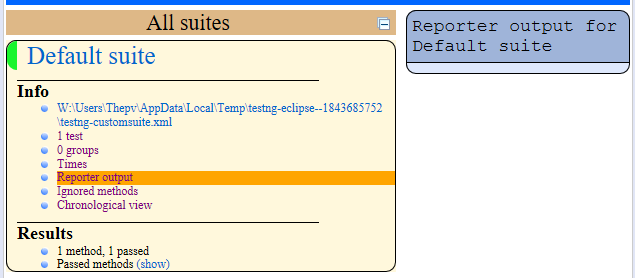 All suites
Default suite
Info
W:\Users\Thepv\AppData\Local\Temp\testng-eclipse--1843685752
\testng-customsuite.xml
1 test
0 groups
Times
Reporter output
Ignored methods
Chronological view
Results
1 method, 1 passed
Passed methods (show)
Reporter output for
Default suite